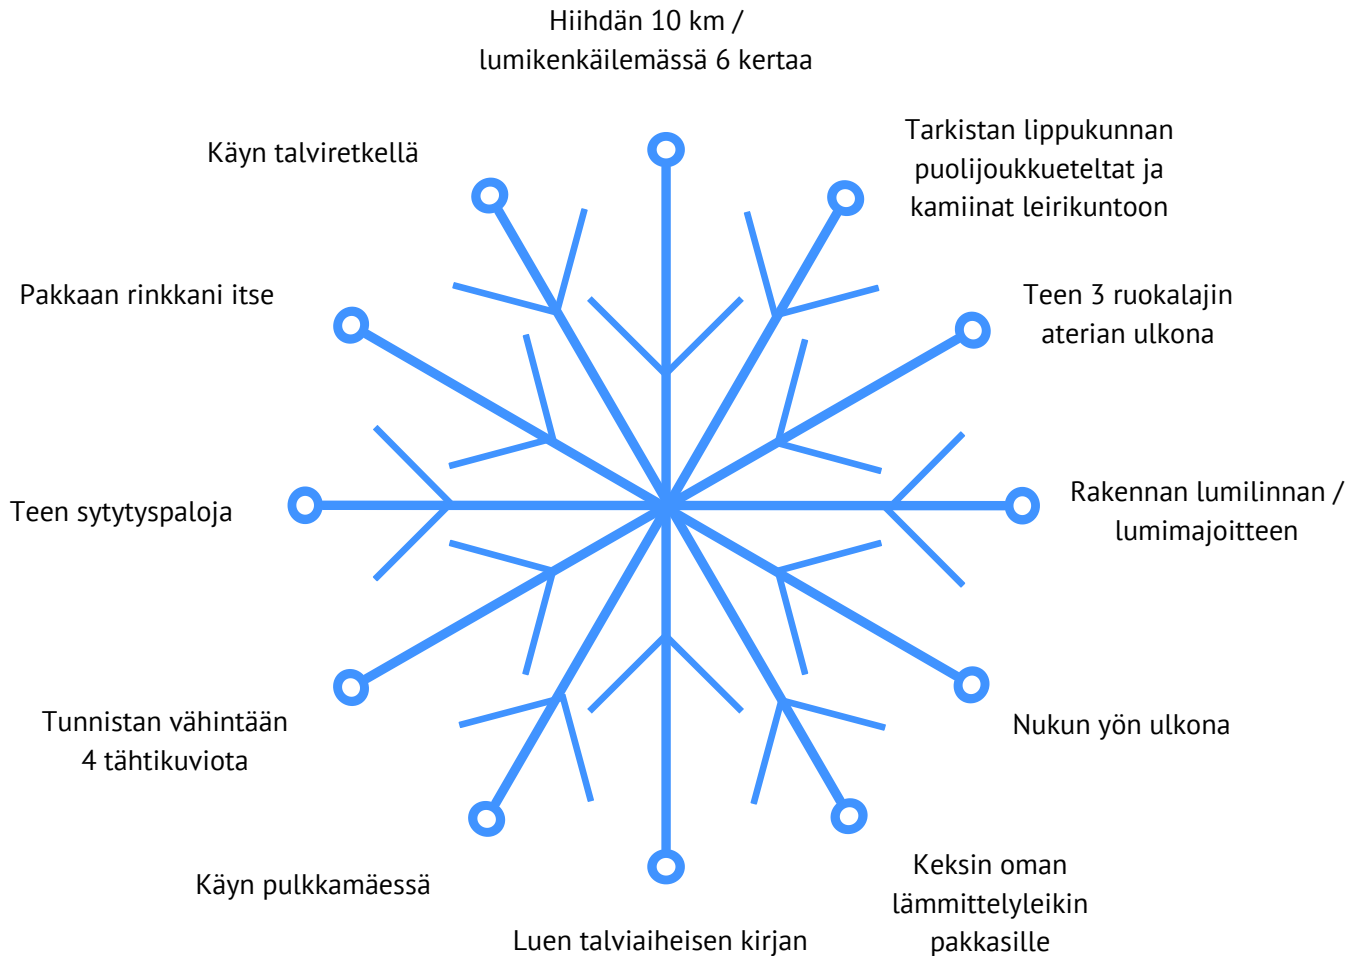 Hiihdän 10 km /
lumikenkäilemässä 6 kertaa
Tarkistan lippukunnan
puolijoukkueteltat ja
kamiinat leirikuntoon
Teen 3 ruokalajin
aterian ulkona
Rakennan lumilinnan /
lumimajoitteen
Nukun yön ulkona
Keksin oman
lämmittelyleikin
pakkasille
Luen talviaiheisen kirjan
Käyn pulkkamäessä
Tunnistan vähintään
4 tähtikuviota
Teen sytytyspaloja
Pakkaan rinkkani itse
Käyn talviretkellä